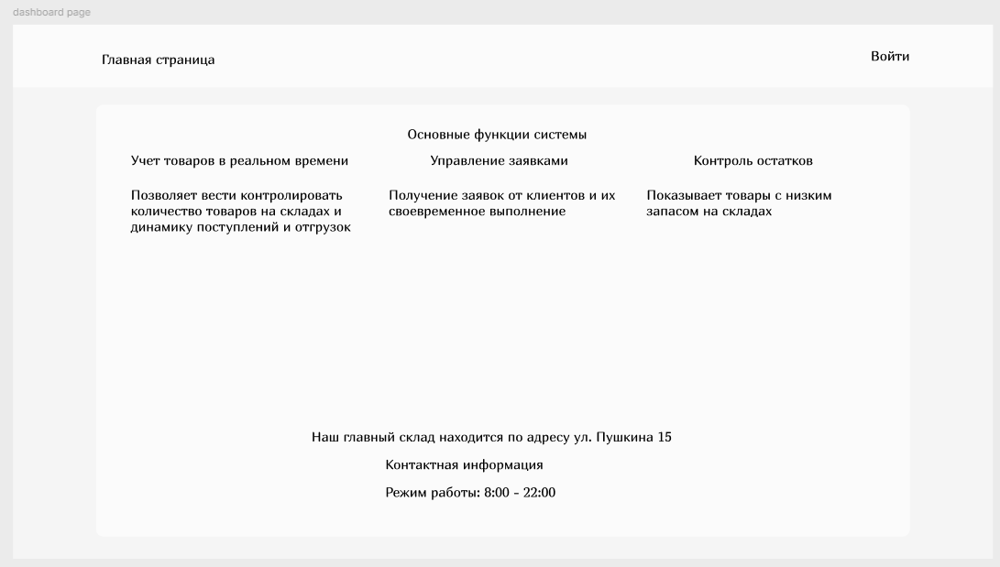 dashboard page
Главная страница
Войти
Основные функции системы
Учет товаров в реальном времени
Управление заявками
Контроль остатков
Позволяет вести контролировать
количество товаров на складах и
динамику поступлений и отгрузок
Получение заявок от клиентов и их
своевременное выполнение
Показывает товары с низким
запасом на складах
Наш главный склад находится по адресу ул. Пушкина 15
Контактная информация
Режим работы: 8:00 - 22:00